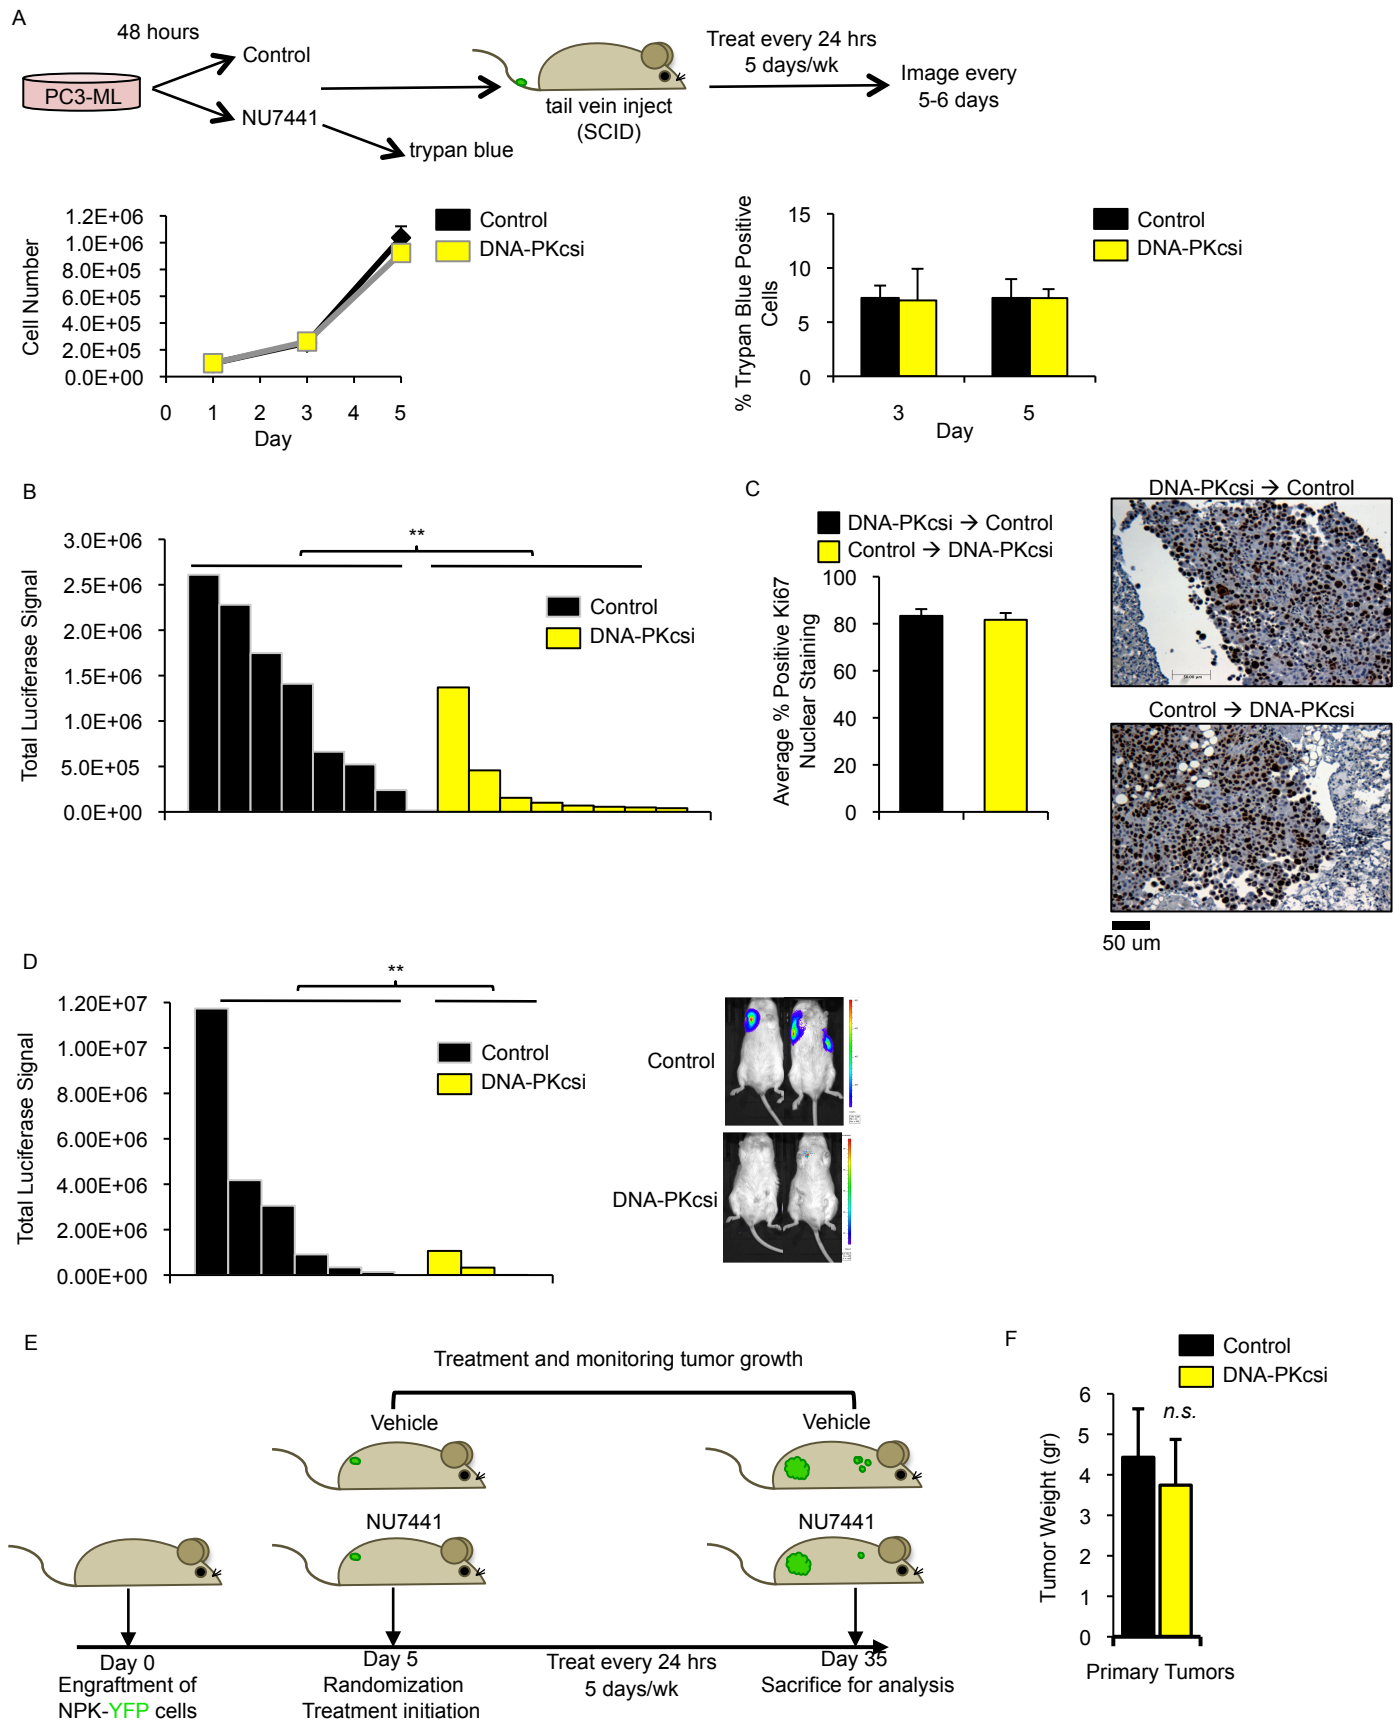 A
48 hours
PC3-ML
Control
NU7441
trypan blue
tail vein inject
(SCID)
Treat every 24 hrs
5 days/wk
Image every
5-6 days
Cell Number
1.2E+06
1.0E+06
8.0E+05
6.0E+05
4.0E+05
2.0E+05
0.0E+00
0 1 2 3 4 5
Day
Control
DNA-PKcsi
% Trypan Blue Positive
Cells
15
10
5
0
3 5
Day
Control
DNA-PKcsi
B
Total Luciferase Signal
3.0E+06
2.5E+06
2.0E+06
1.5E+06
1.0E+06
5.0E+05
0.0E+00
**
Control
DNA-PKcsi
C
DNA-PKcsi → Control
Control → DNA-PKcsi
Average % Positive Ki67
Nuclear Staining
100
80
60
40
20
0
DNA-PKcsi → Control
Control → DNA-PKcsi
50 um
D
Total Luciferase Signal
1.20E+07
1.00E+07
8.00E+06
6.00E+06
4.00E+06
2.00E+06
0.00E+00
**
Control
DNA-PKcsi
Control
DNA-PKcsi
E
Treatment and monitoring tumor growth
Vehicle
Vehicle
NU7441
NU7441
Day 0
Engraftment of
NPK-YFP cells
Day 5
Randomization
Treatment initiation
Treat every 24 hrs
5 days/wk
Day 35
Sacrifice for analysis
F
Control
DNA-PKcsi
Tumor Weight (gr)
6
5
4
3
2
1
0
n.s.
Primary Tumors